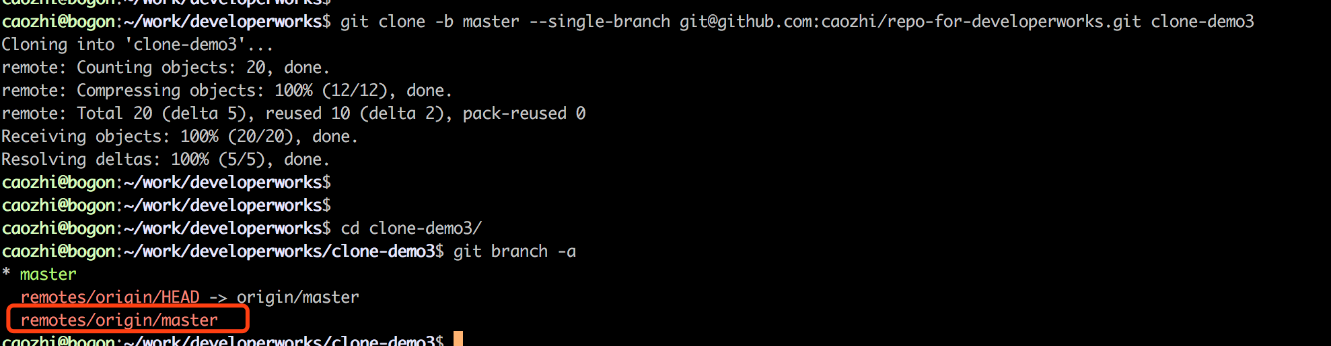 caozhi@bogon:~/work/developerworks$ git clone -b master --single-branch git@github.com:caozhi/repo-for-developerworks.git clone-demo3
Cloning into 'clone-demo3'...
remote: Counting objects: 20, done.
remote: Compressing objects: 100% (12/12), done.
remote: Total 20 (delta 5), reused 10 (delta 2), pack-reused 0
Receiving objects: 100% (20/20), done.
Resolving deltas: 100% (5/5), done.
caozhi@bogon:~/work/developerworks$
caozhi@bogon:~/work/developerworks$
caozhi@bogon:~/work/developerworks$ cd clone-demo3/
caozhi@bogon:~/work/developerworks/clone-demo3$ git branch -a
* master
  remotes/origin/HEAD -> origin/master
  remotes/origin/master
caozhi@bogon:~/work/developerworks/clone-demo3$